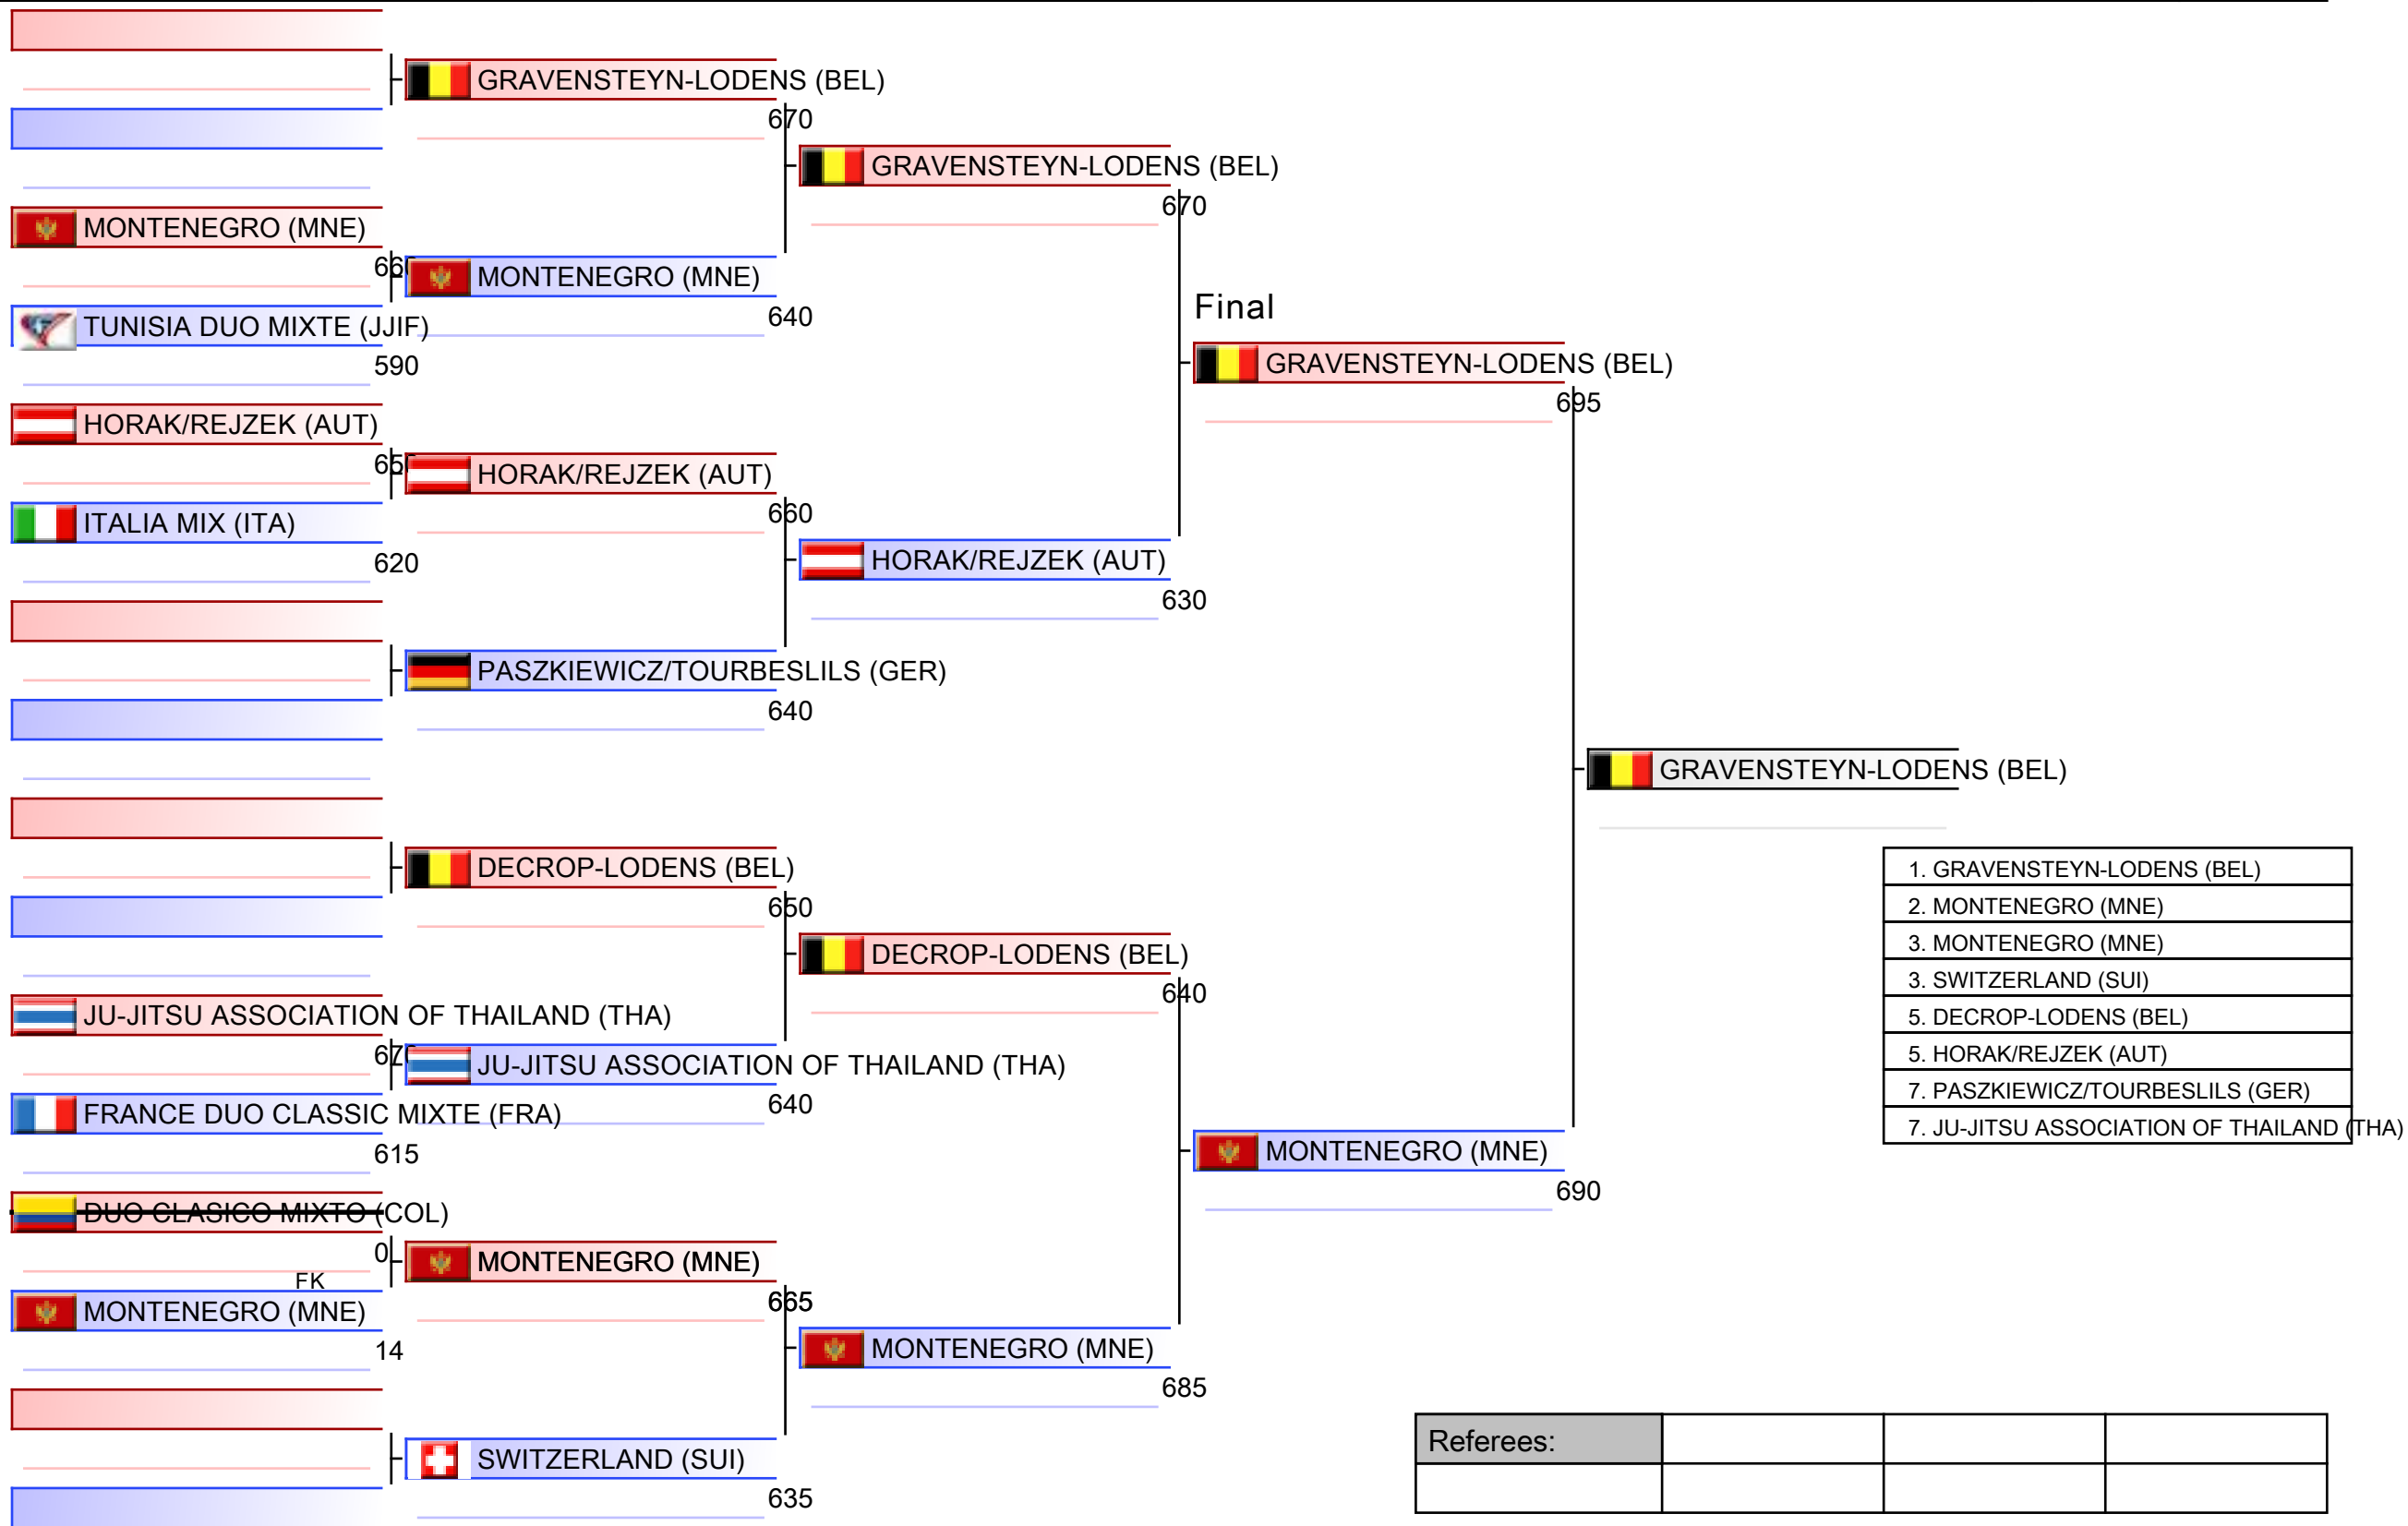 GRAVENSTEYN-LODENS (BEL)
670
GRAVENSTEYN-LODENS (BEL)
670
MONTENEGRO (MNE)
MONTENEGRO (MNE)
640
TUNISIA DUO MIXTE (JJIF)
590
Final
GRAVENSTEYN-LODENS (BEL)
695
HORAK/REJZEK (AUT)
HORAK/REJZEK (AUT)
660
ITALIA MIX (ITA)
620
HORAK/REJZEK (AUT)
630
PASZKIEWICZ/TOURBESLILS (GER)
640
GRAVENSTEYN-LODENS (BEL)
DECROP-LODENS (BEL)
650
DECROP-LODENS (BEL)
640
JU-JITSU ASSOCIATION OF THAILAND (THA)
JU-JITSU ASSOCIATION OF THAILAND (THA)
640
FRANCE DUO CLASSIC MIXTE (FRA)
615
MONTENEGRO (MNE)
690
DUO CLASICO MIXTO (COL)
0
FK
MONTENEGRO (MNE)
665
MONTENEGRO (MNE)
14
MONTENEGRO (MNE)
685
SWITZERLAND (SUI)
635
1. GRAVENSTEYN-LODENS (BEL)
2. MONTENEGRO (MNE)
3. MONTENEGRO (MNE)
3. SWITZERLAND (SUI)
5. DECROP-LODENS (BEL)
5. HORAK/REJZEK (AUT)
7. PASZKIEWICZ/TOURBESLILS (GER)
7. JU-JITSU ASSOCIATION OF THAILAND (THA)
Referees: